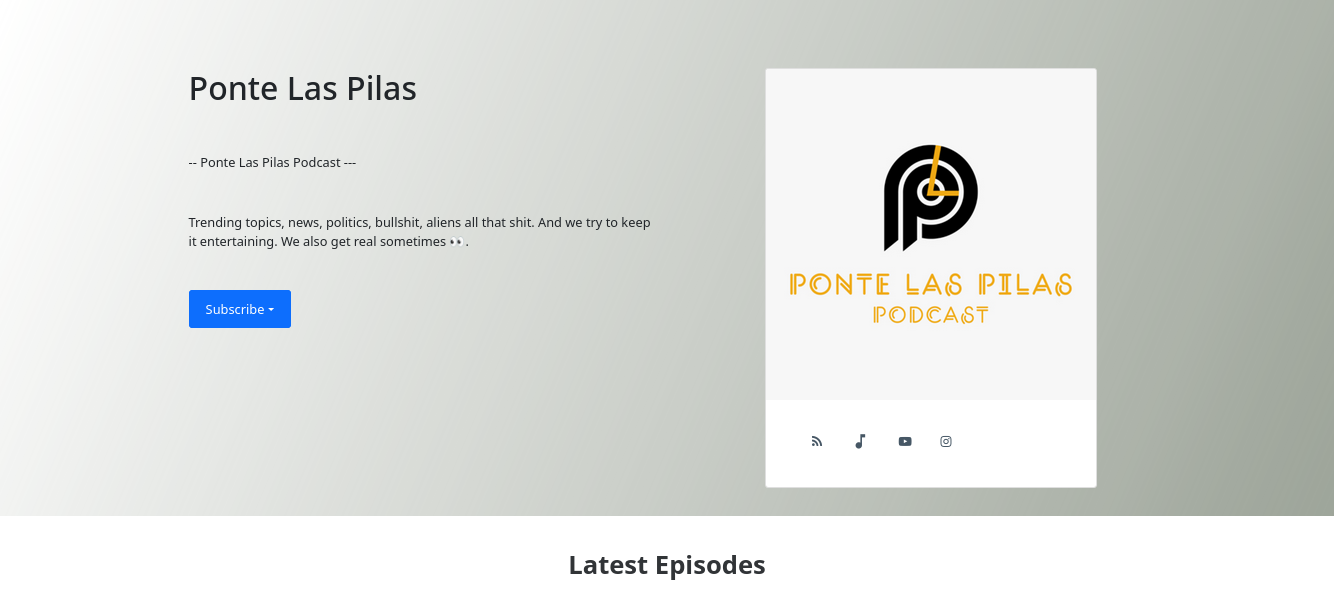 Ponte Las Pilas
-- Ponte Las Pilas Podcast ---
Trending topics, news, politics, bullshit, aliens all that shit. And we try to keep
it entertaining. We also get real sometimes 👀.
Subscribe
PONTE LAS PILAS
PODCAST
Latest Episodes